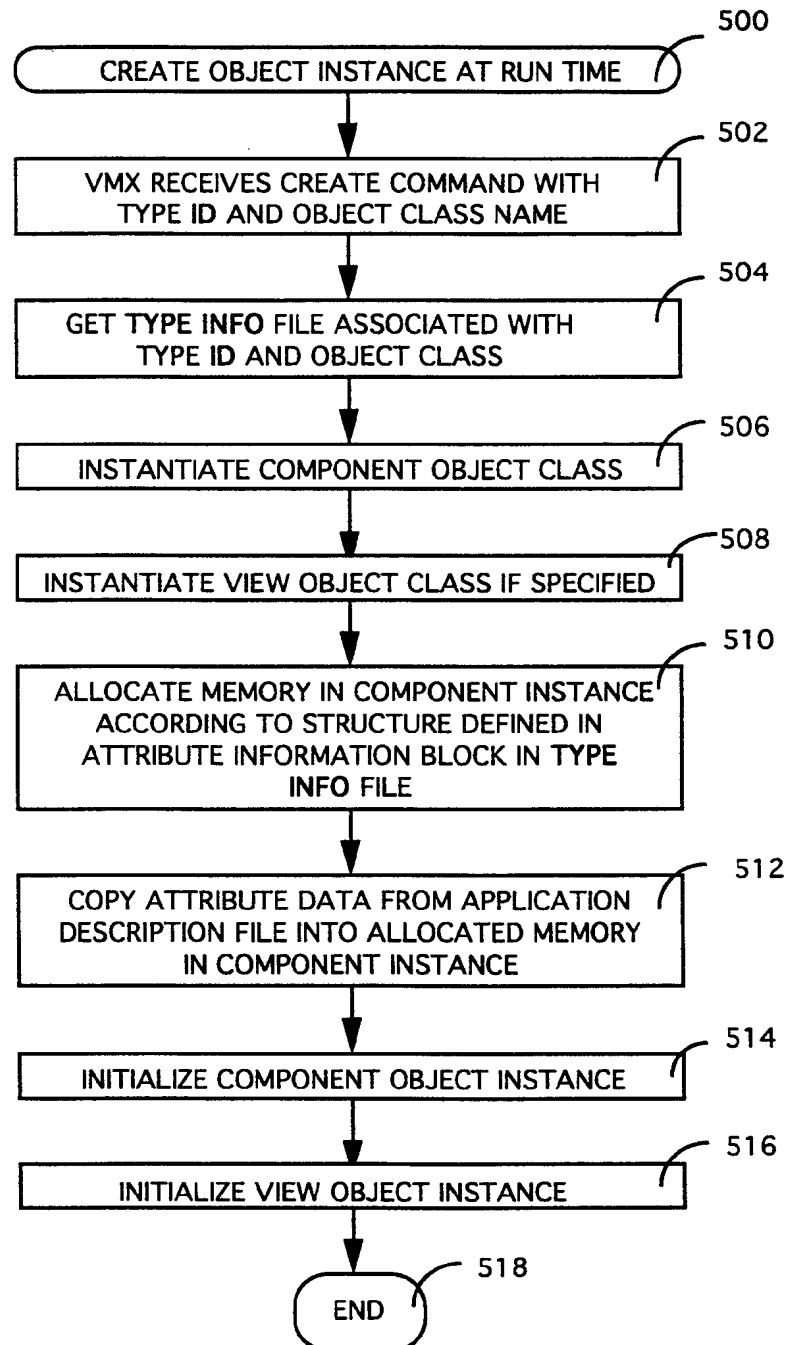 500
CREATE OBJECT INSTANCE AT RUN TIME
502
VMX RECEIVES CREATE COMMAND WITH
TYPE ID AND OBJECT CLASS NAME
504
GET TYPE INFO FILE ASSOCIATED WITH
TYPE ID AND OBJECT CLASS
506
INSTANTIATE COMPONENT OBJECT CLASS
508
INSTANTIATE VIEW OBJECT CLASS IF SPECIFIED
510
ALLOCATE MEMORY IN COMPONENT INSTANCE
ACCORDING TO STRUCTURE DEFINED IN
ATTRIBUTE INFORMATION BLOCK IN TYPE
INFO FILE
512
COPY ATTRIBUTE DATA FROM APPLICATION
DESCRIPTION FILE INTO ALLOCATED MEMORY
IN COMPONENT INSTANCE
514
INITIALIZE COMPONENT OBJECT INSTANCE
516
INITIALIZE VIEW OBJECT INSTANCE
518
END